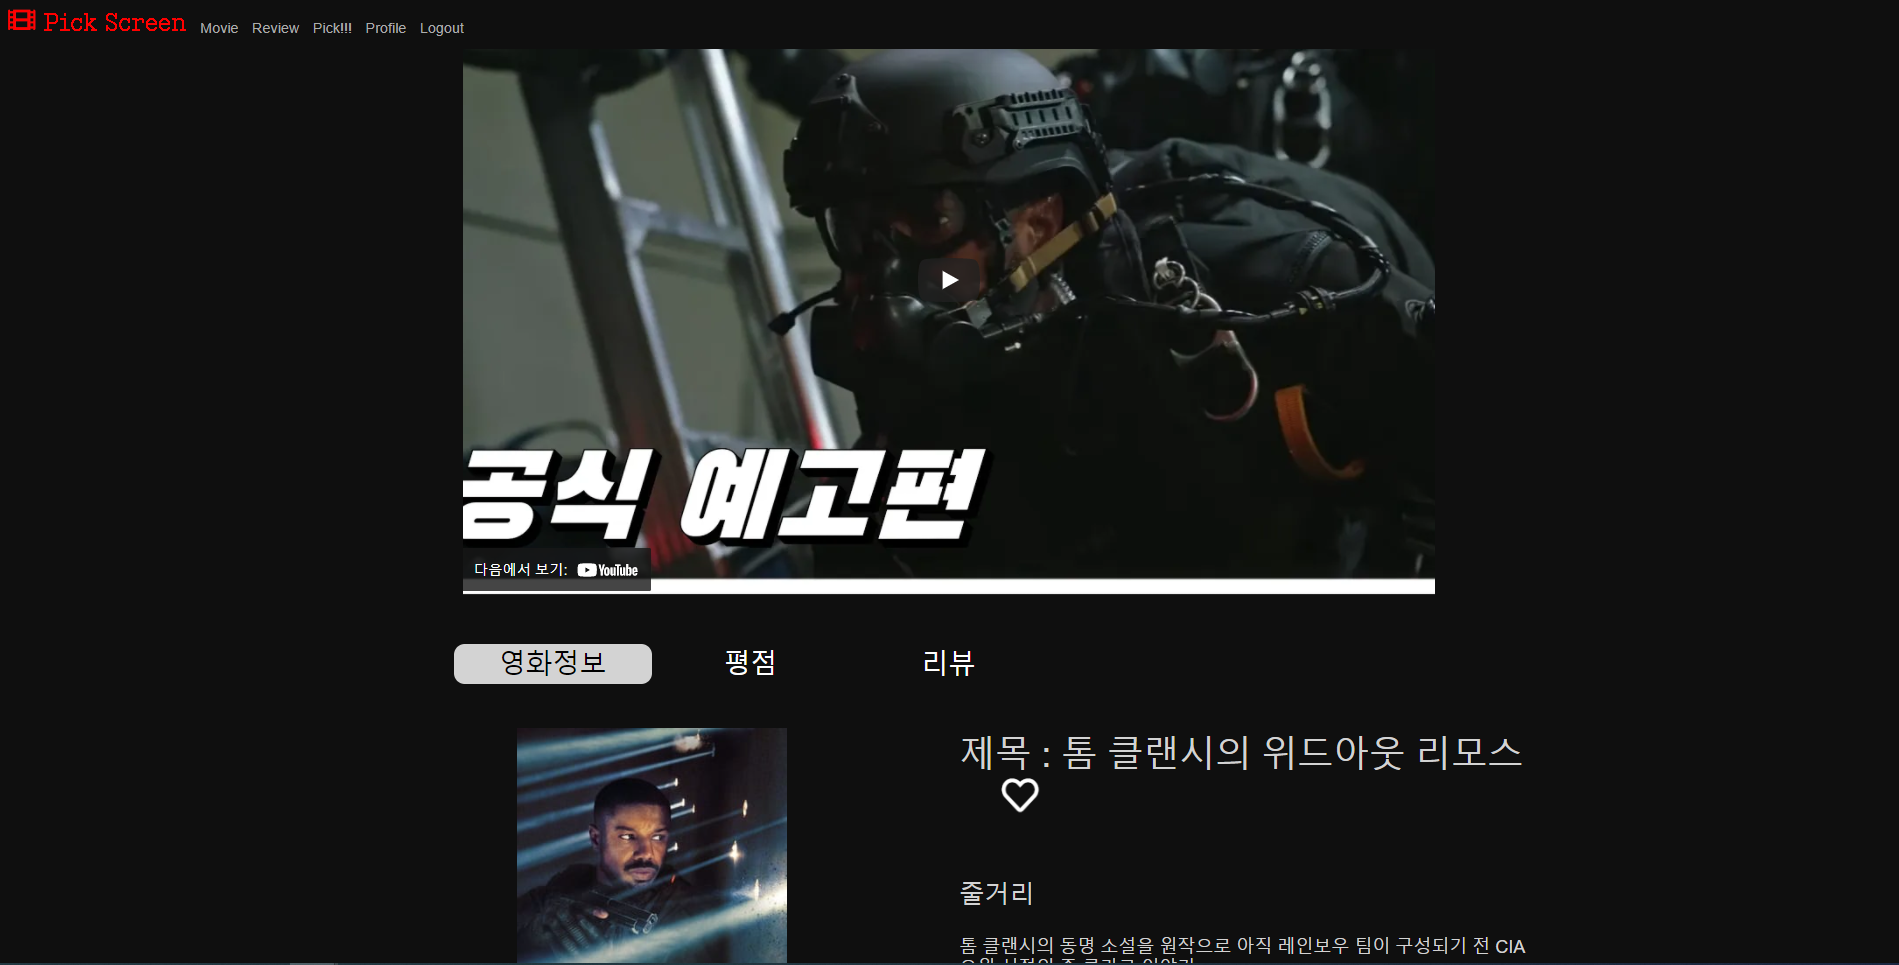 Pick Screen Movie Review Pick!!! Profile Logout
공식 예고편
다음에서 보기: YouTube
영화정보 평점 리뷰
제목 : 톰 클랜시의 위드아웃 리모스
줄거리
톰 클랜시의 동명 소설을 원작으로 아직 레인보우 팀이 구성되기 전 CIA